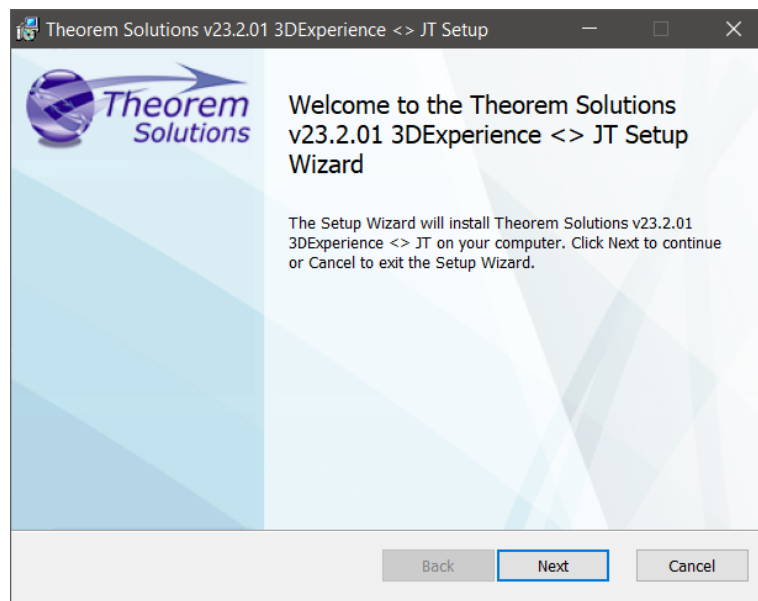 Theorem Solutions v23.2.01 3DExperience <> JT Setup
Theorem
Solutions
Welcome to the Theorem Solutions
v23.2.01 3DExperience <> JT Setup
Wizard
The Setup Wizard will install Theorem Solutions v23.2.01
3DExperience <> JT on your computer. Click Next to continue
or Cancel to exit the Setup Wizard.
Back Next Cancel